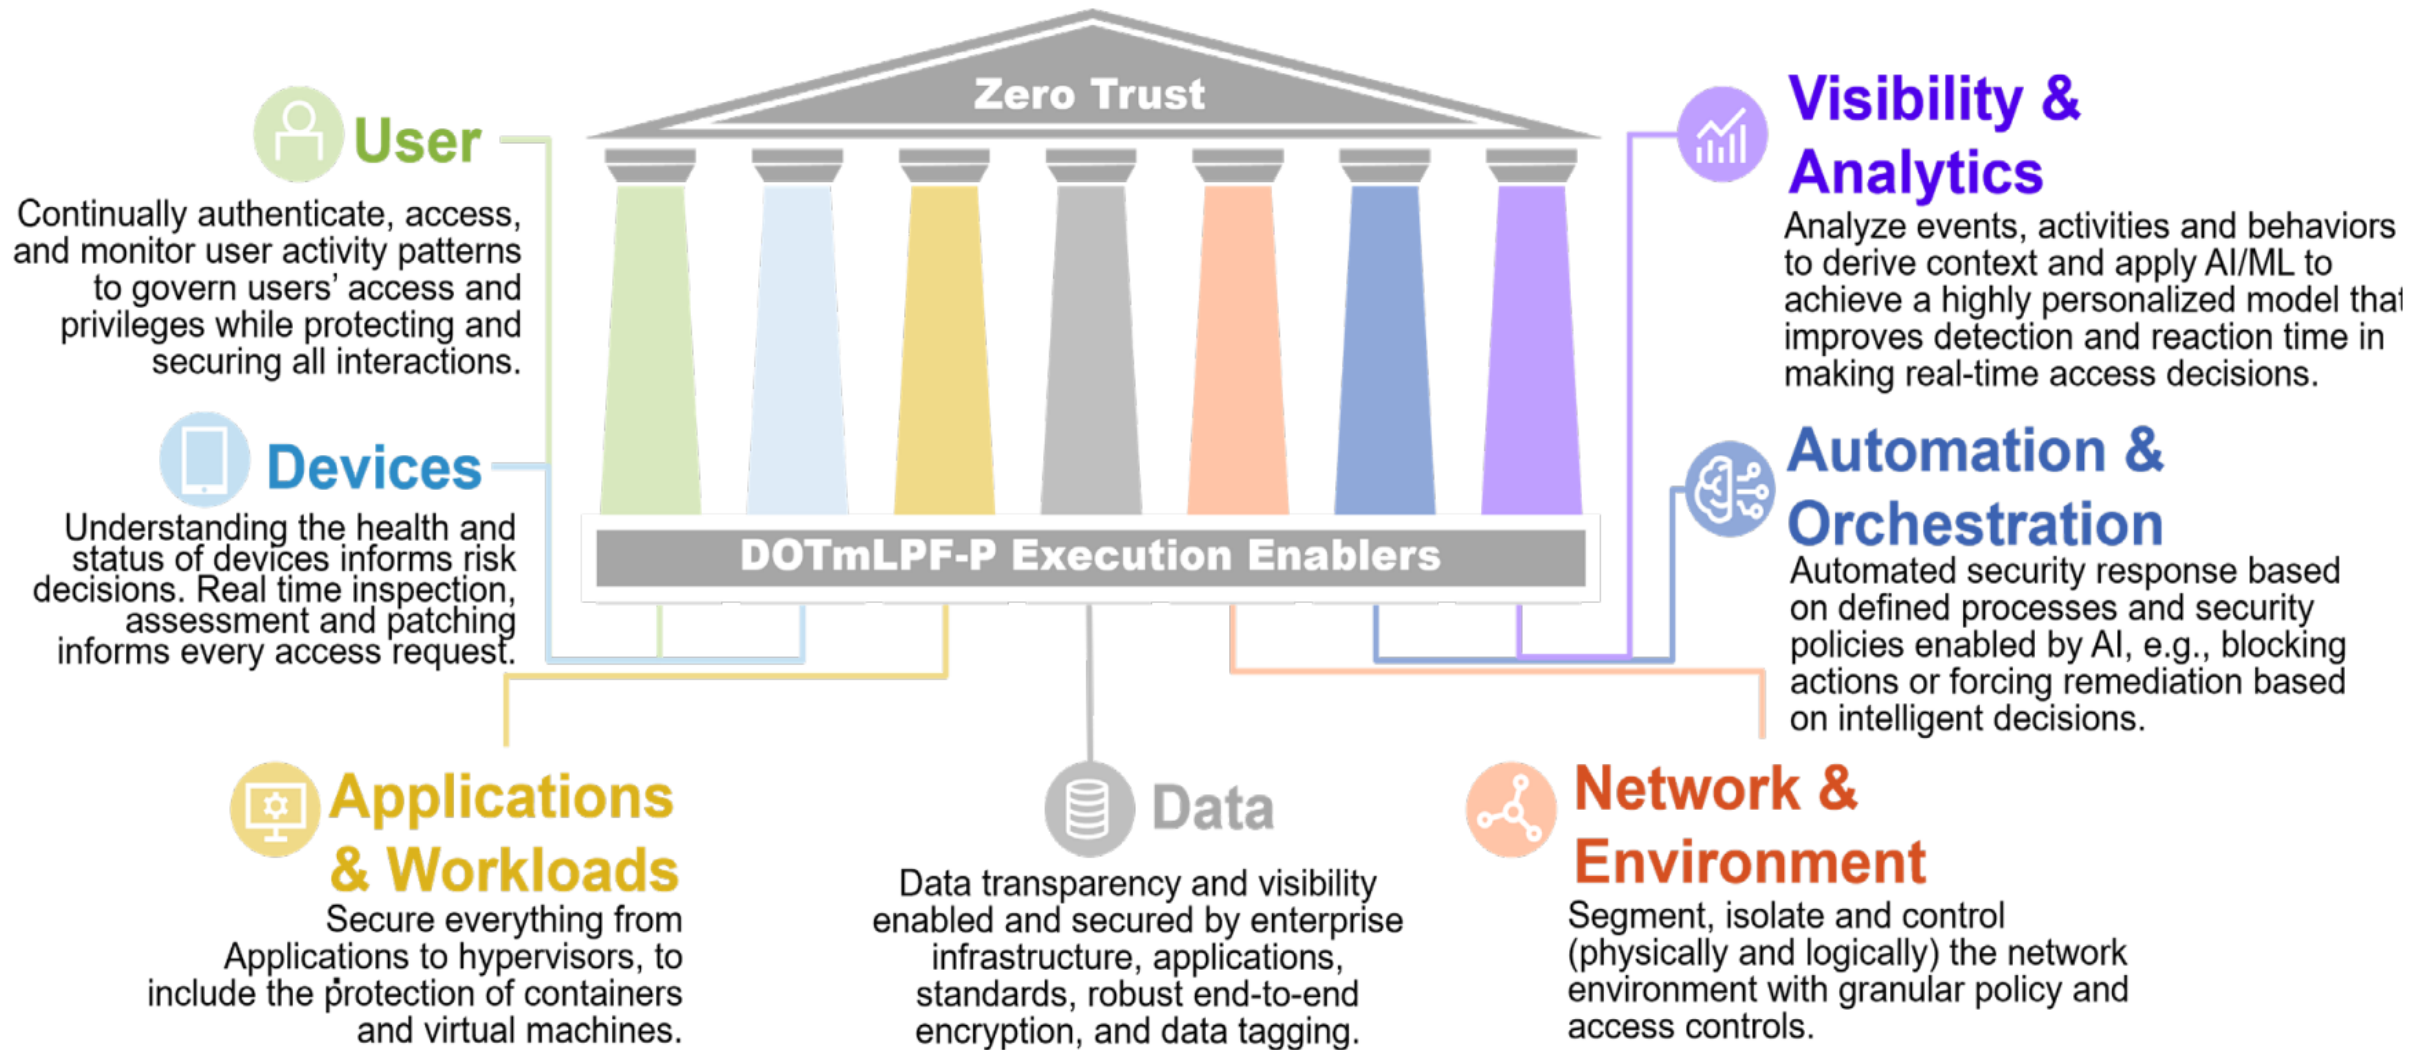 Zero Trust
DOTmLPF-P Execution Enablers
User
Continually authenticate, access,
and monitor user activity patterns
to govern users’ access and
privileges while protecting and
securing all interactions.
Devices
Understanding the health and
status of devices informs risk
decisions. Real time inspection,
assessment and patching
informs every access request.
Applications
& Workloads
Secure everything from
Applications to hypervisors, to
include the protection of containers
and virtual machines.
Data
Data transparency and visibility
enabled and secured by enterprise
infrastructure, applications,
standards, robust end-to-end
encryption, and data tagging.
Network &
Environment
Segment, isolate and control
(physically and logically) the network
environment with granular policy and
access controls.
Automation &
Orchestration
Automated security response based
on defined processes and security
policies enabled by AI, e.g., blocking
actions or forcing remediation based
on intelligent decisions.
Visibility &
Analytics
Analyze events, activities and behaviors
to derive context and apply AI/ML to
achieve a highly personalized model that
improves detection and reaction time in
making real-time access decisions.